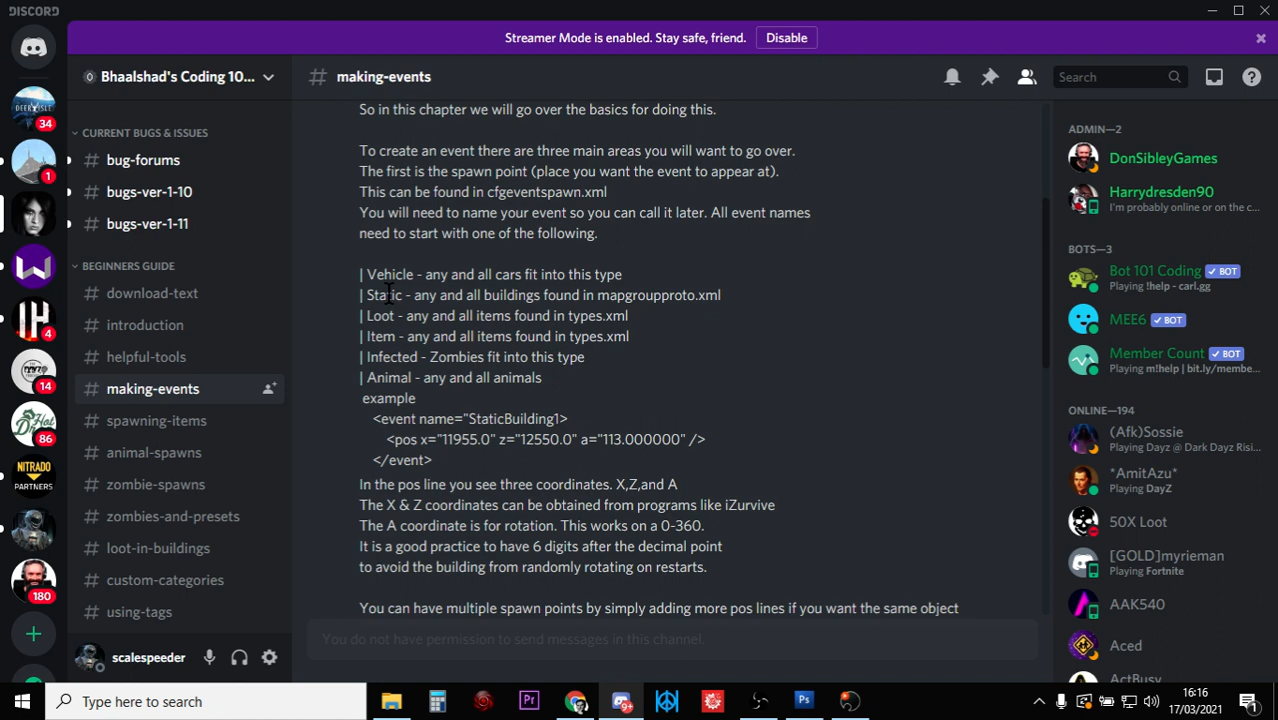 DISCORD
Streamer Mode is enabled. Stay safe, friend.
Disable
Bhaalshad's Coding 10...
# making-events
Search
CURRENT BUGS & ISSUES
# bug-forums
# bugs-ver-1-10
# bugs-ver-1-11
BEGINNERS GUIDE
# download-text
# introduction
# helpful-tools
# making-events
# spawning-items
# animal-spawns
# zombie-spawns
# zombies-and-presets
# loot-in-buildings
# custom-categories
# using-tags
scalespeeder
34
1
4
14
86
NITRADO
PARTNERS
180
So in this chapter we will go over the basics for doing this.
To create an event there are three main areas you will want to go over.
The first is the spawn point (place you want the event to appear at).
This can be found in cfgeventspawn.xml
You will need to name your event so you can call it later. All event names
need to start with one of the following.
| Vehicle - any and all cars fit into this type
| Static - any and all buildings found in mapgroupproto.xml
| Loot - any and all items found in types.xml
| Item - any and all items found in types.xml
| Infected - Zombies fit into this type
| Animal - any and all animals
example
<event name="StaticBuilding1>
<pos x="11955.0" z="12550.0" a="113.000000" />
</event>
In the pos line you see three coordinates. X,Z,and A
The X & Z coordinates can be obtained from programs like iZurvive
The A coordinate is for rotation. This works on a 0-360.
It is a good practice to have 6 digits after the decimal point
to avoid the building from randomly rotating on restarts.
You can have multiple spawn points by simply adding more pos lines if you want the same object
You do not have permission to send messages in this channel.
ADMIN—2
DonSibleyGames
Harrydresden90
I'm probably online or on the c...
BOTS—3
Bot 101 Coding BOT
Playing !help - carl.gg
MEE6 BOT
Member Count BOT
Playing m!help | bit.ly/membe...
ONLINE—194
(Afk)Sossie
Playing Dayz @ Dark Dayz Risi...
*AmitAzu*
Playing DayZ
50X Loot
[GOLD]myrieman
Playing Fortnite
AAK540
Aced
ActBusy
Type here to search
Pr
9+
Ps
16:16
17/03/2021
1